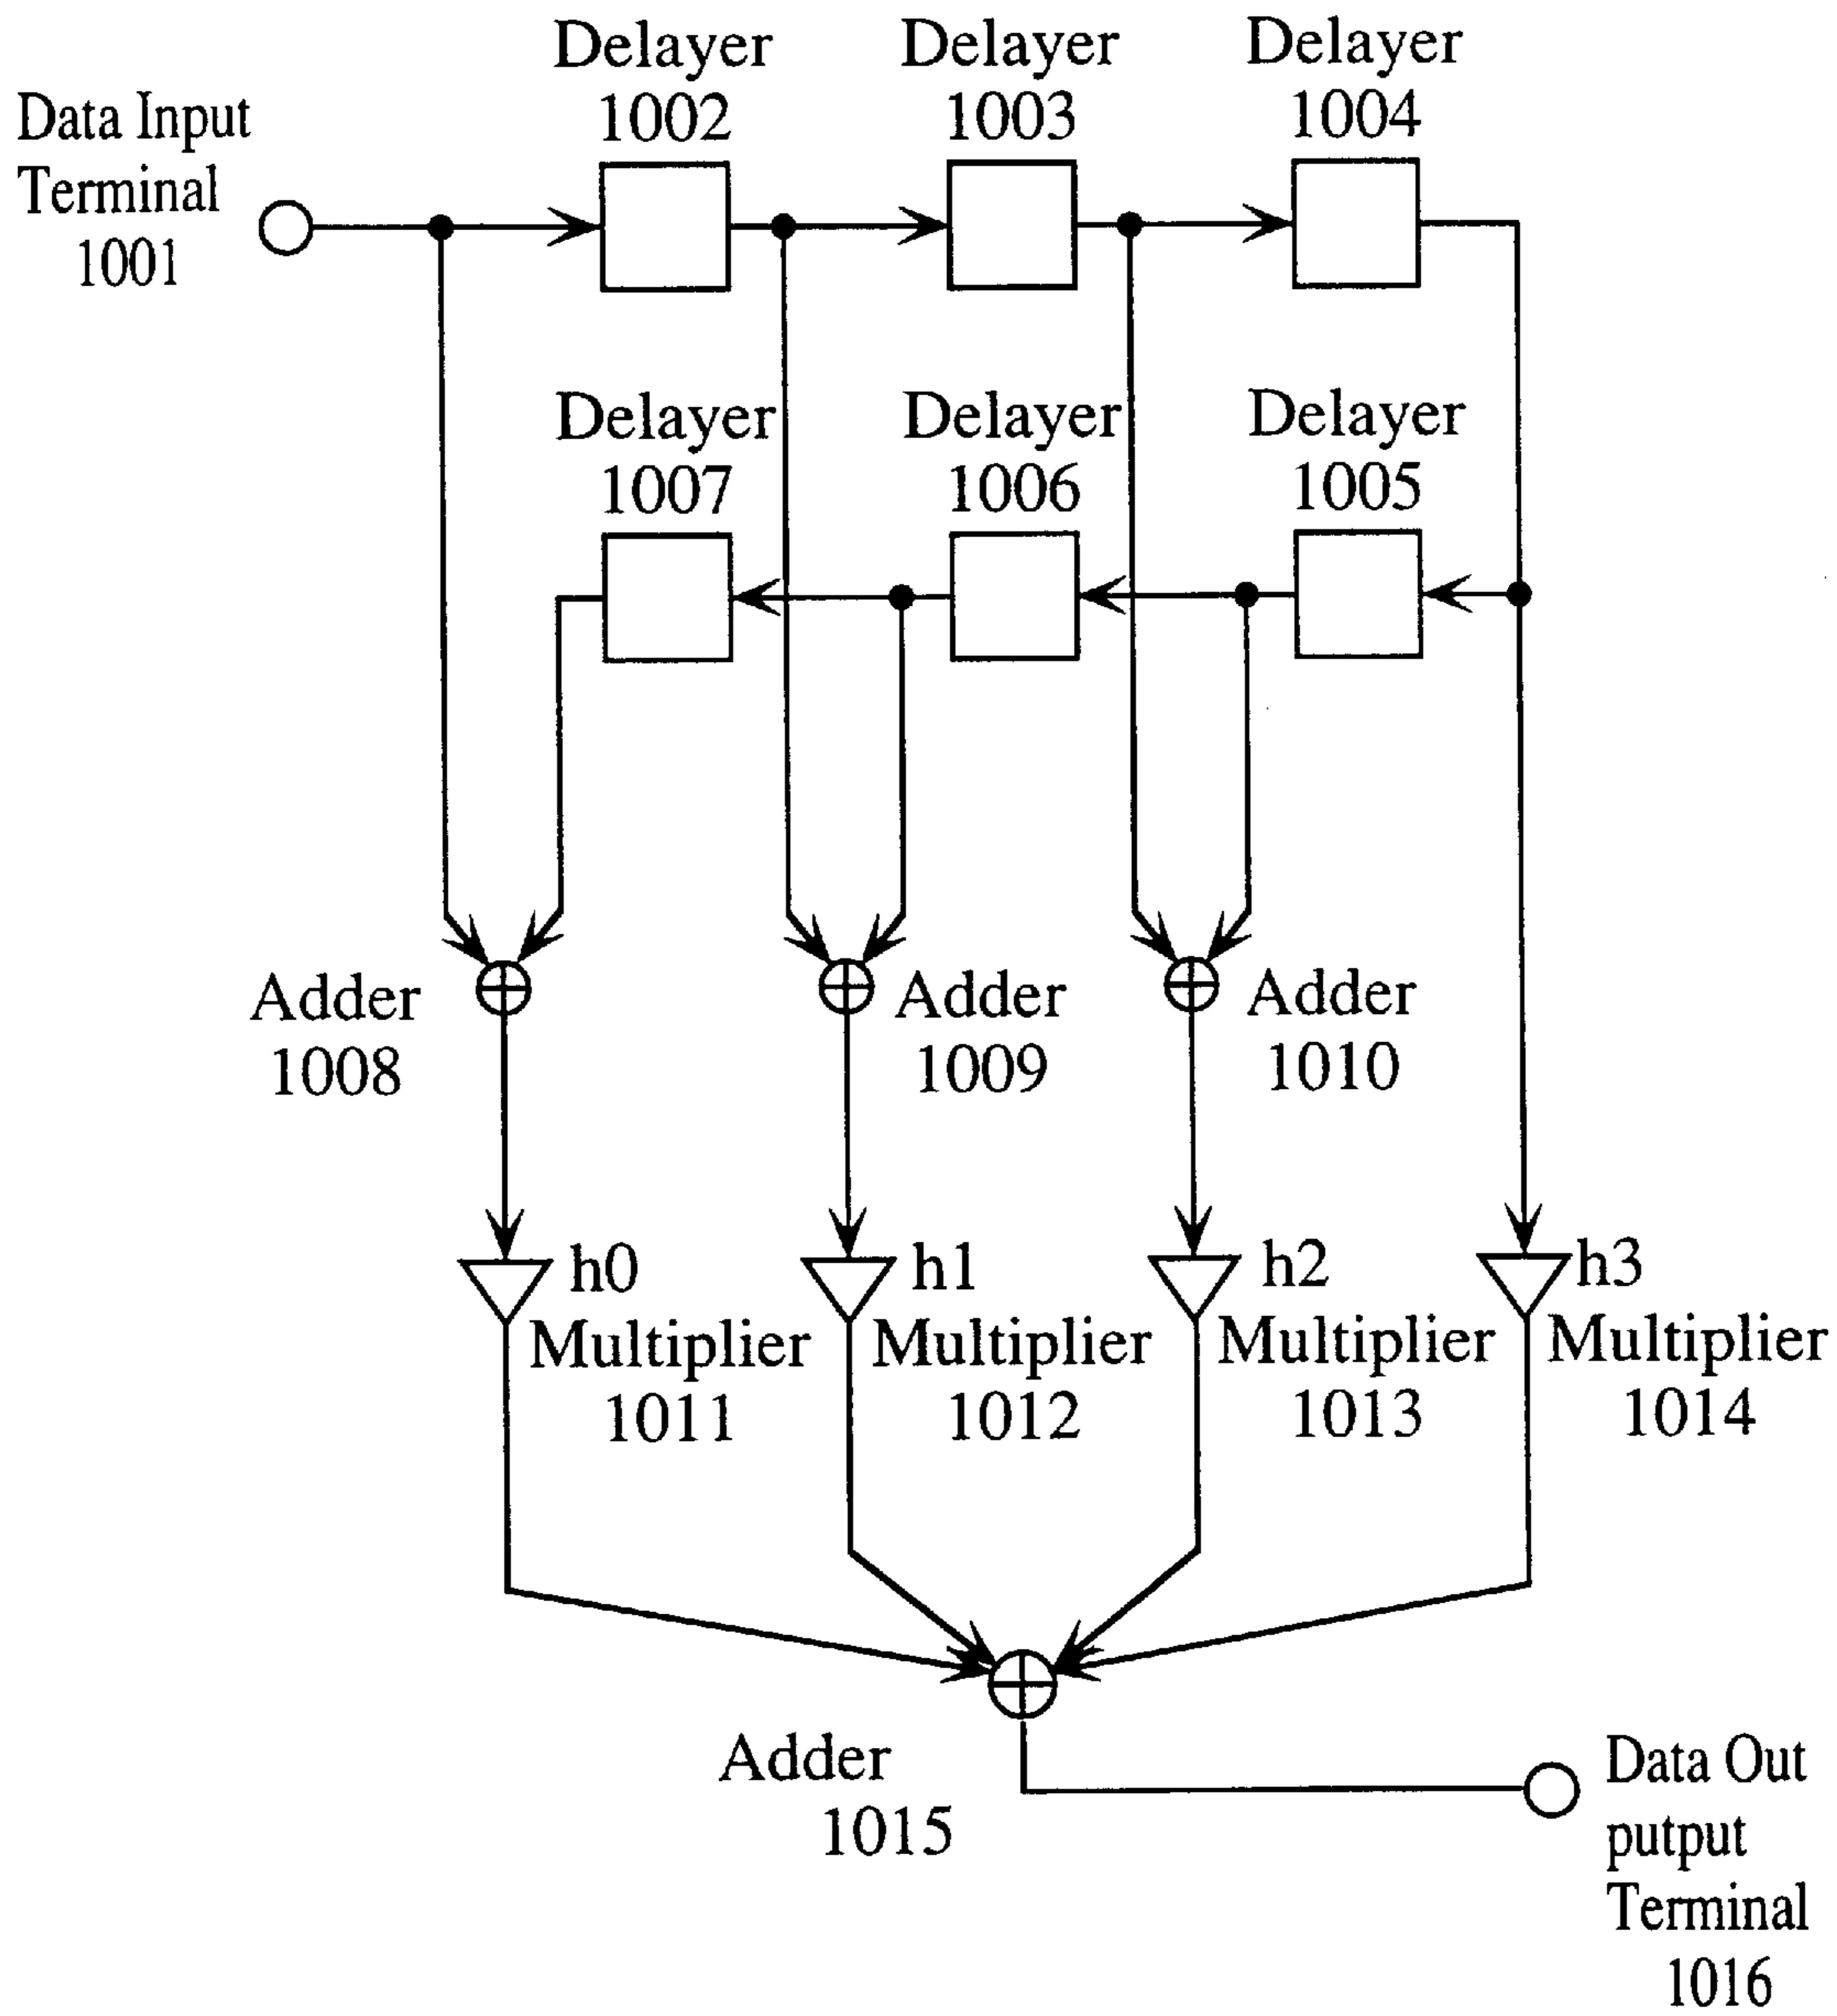 Delayer
1002
Delayer
1003
Delayer
1004
Data Input
Terminal
1001
Delayer
1007
Delayer
1006
Delayer
1005
Adder
1008
Adder
1009
Adder
1010
h0
Multiplier
1011
h1
Multiplier
1012
h2
Multiplier
1013
h3
Multiplier
1014
Adder
1015
Data Out
putput
Terminal
1016